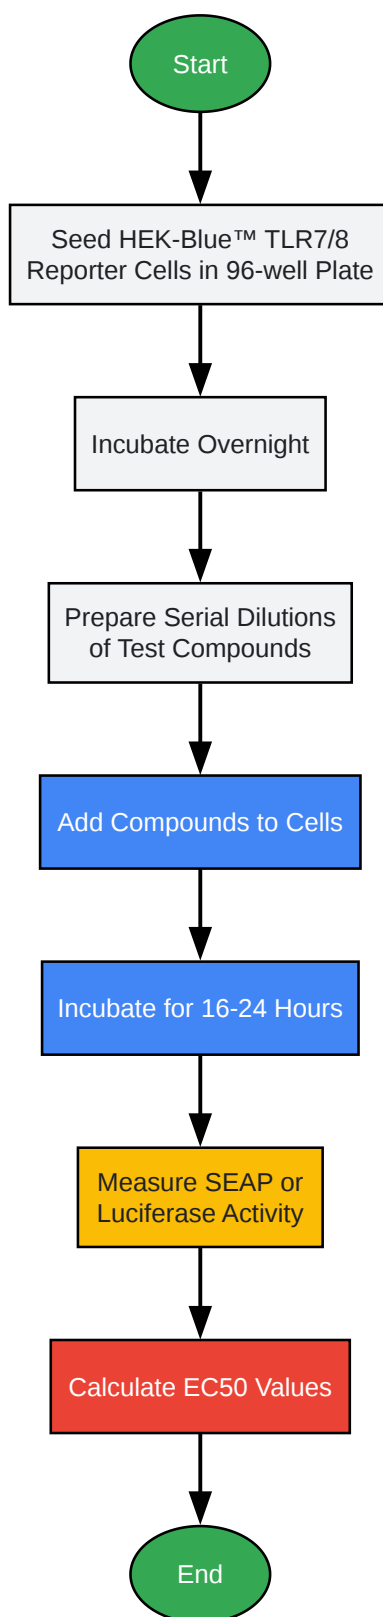 Start
Seed HEK-Blue™ TLR7/8
Reporter Cells in 96-well Plate
Incubate Overnight
Prepare Serial Dilutions
of Test Compounds
Add Compounds to Cells
Incubate for 16-24 Hours
Measure SEAP or
Luciferase Activity
Calculate EC50 Values
End